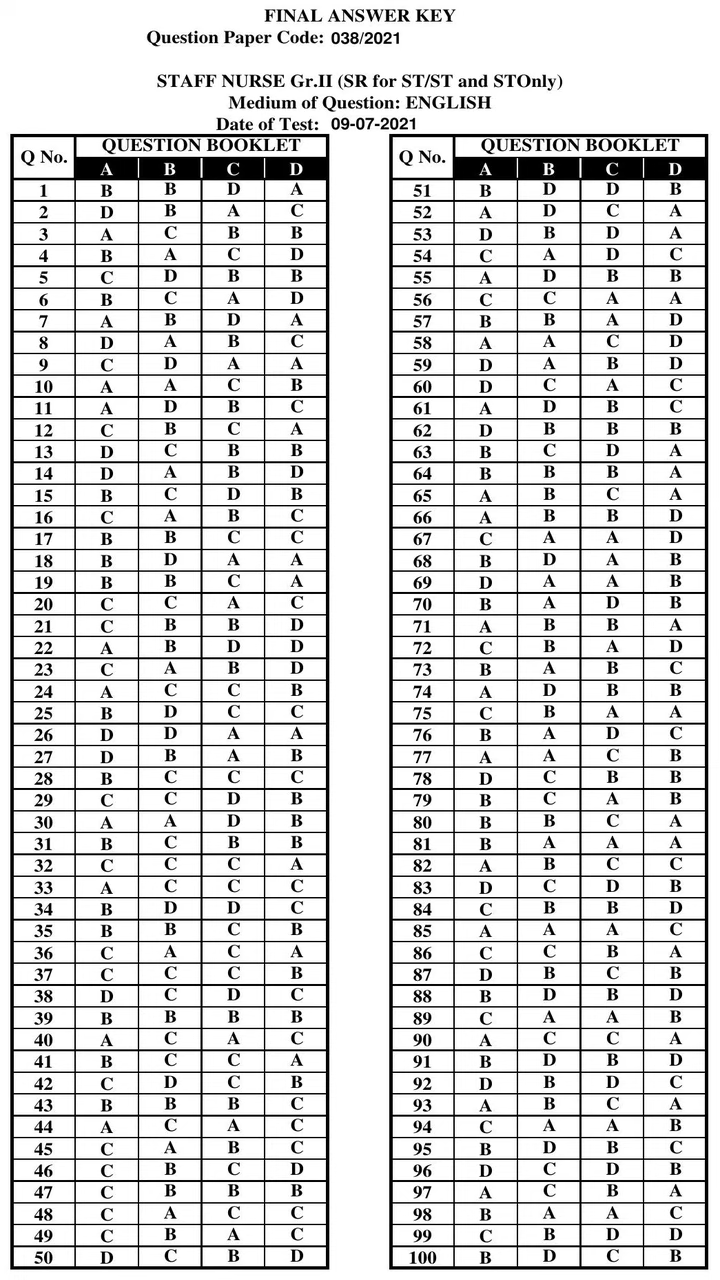 FINAL ANSWER KEY
Question Paper Code: 038/2021
STAFF NURSE Gr.II (SR for ST/ST and STOnly)
Medium of Question: ENGLISH
Date of Test: 09-07-2021
Q No. QUESTION BOOKLET
A B C D
1 B B D A
2 D B A C
3 A C B B
4 B A C D
5 C D B B
6 B C A D
7 A B D A
8 D A B C
9 C D A A
10 A A C B
11 A D B C
12 C B C A
13 D C B B
14 D A B D
15 B C D B
16 C A B C
17 B B C C
18 B D A A
19 B B C A
20 C C A C
21 C B B D
22 A B D D
23 C A B D
24 A C C B
25 B D C C
26 D D A A
27 D B A B
28 B C C C
29 C C D B
30 A A D B
31 B C B B
32 C C C A
33 A C C C
34 B D D C
35 B B C B
36 C A C A
37 C C C B
38 D C D C
39 B B B B
40 A C A C
41 B C C A
42 C D C B
43 B B B C
44 A C A C
45 C A B C
46 C B C D
47 C B B B
48 C A C C
49 C B A C
50 D C B D
Q No. QUESTION BOOKLET
A B C D
51 B D D B
52 A D C A
53 D B D A
54 C A D C
55 A D B B
56 C C A A
57 B B A D
58 A A C D
59 D A B D
60 D C A C
61 A D B C
62 D B B B
63 B C D A
64 B B B A
65 A B C A
66 A B B D
67 C A A D
68 B D A B
69 D A A B
70 B A D B
71 A B B A
72 C B A D
73 B A B C
74 A D B B
75 C B A A
76 B A D C
77 A A C B
78 D C B B
79 B C A B
80 B B C A
81 B A A A
82 A B C C
83 D C D B
84 C B B D
85 A A A C
86 C C B A
87 D B C B
88 B D B D
89 C A A B
90 A C C A
91 B D B D
92 D B D C
93 A B C A
94 C A A B
95 B D B C
96 D C D B
97 A C B A
98 B A A C
99 C B D D
100 B D C B